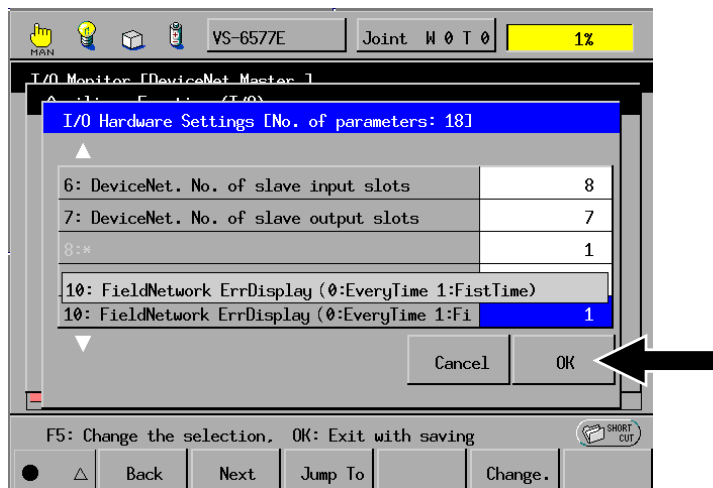 MAN
VS-6577E
Joint W 0 T 0
1%
I/O Monitor [DeviceNet Master ]
I/O Hardware Settings [No. of parameters: 18]
6: DeviceNet. No. of slave input slots 8
7: DeviceNet. No. of slave output slots 7
8:* 1
10: FieldNetwork ErrDisplay (0:EveryTime 1:FistTime)
10: FieldNetwork ErrDisplay (0:EveryTime 1:Fi 1
Cancel
OK
F5: Change the selection, OK: Exit with saving
SHORT
CUT
Back
Next
Jump To
Change.